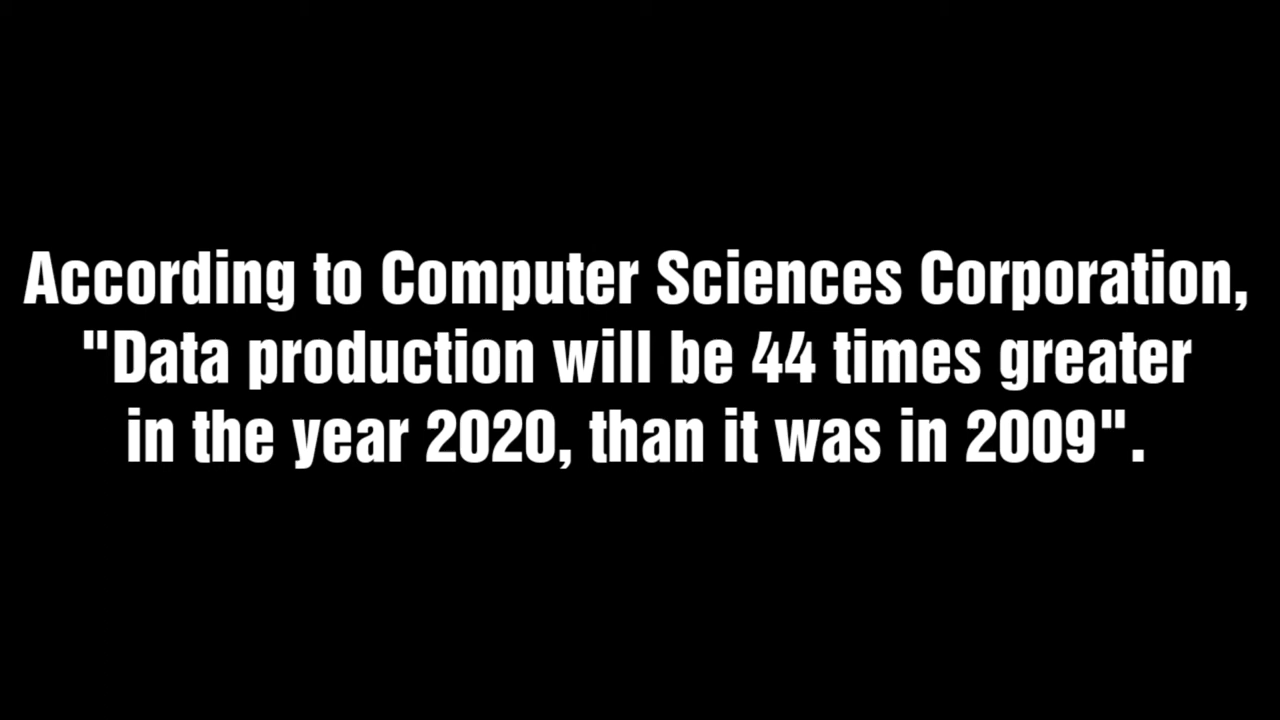 According to Computer Sciences Corporation,
"Data production will be 44 times greater
in the year 2020, than it was in 2009".